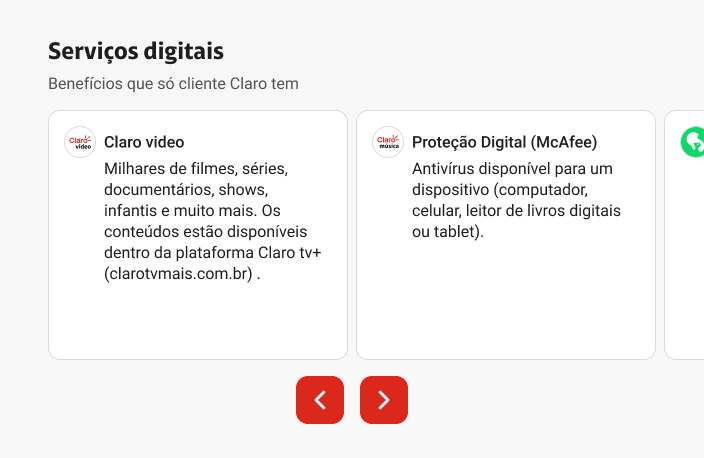 Serviços digitais
Benefícios que só cliente Claro tem
Claro video
Claro video
Milhares de filmes, séries,
documentários, shows,
infantis e muito mais. Os
conteúdos estão disponíveis
dentro da plataforma Claro tv+
(clarotvmais.com.br) .
Claro música
Proteção Digital (McAfee)
Antivírus disponível para um
dispositivo (computador,
celular, leitor de livros digitais
ou tablet).